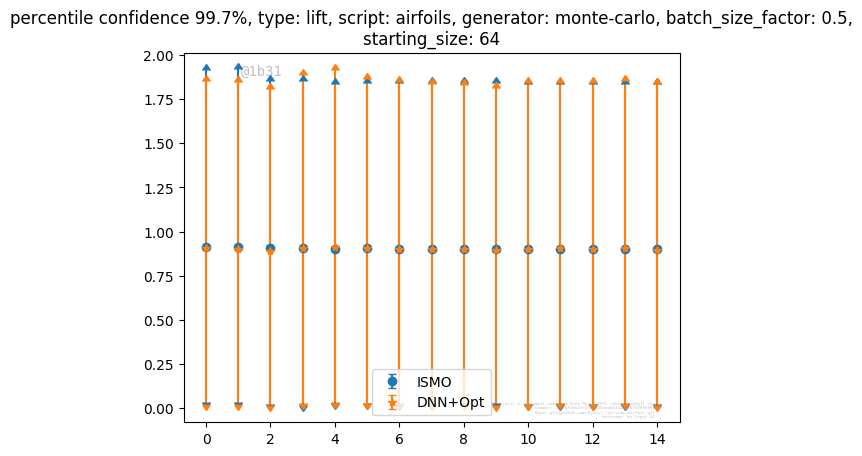 percentile confidence 99.7%, type: lift, script: airfoils, generator: monte-carlo, batch_size_factor: 0.5,
starting_size: 64
2.00
@1b31
1.75
1.50
1.25
1.00
0.75
0.50
0.25
0.00
ISMO
DNN+Opt
0 2 4 6 8 10 12 14